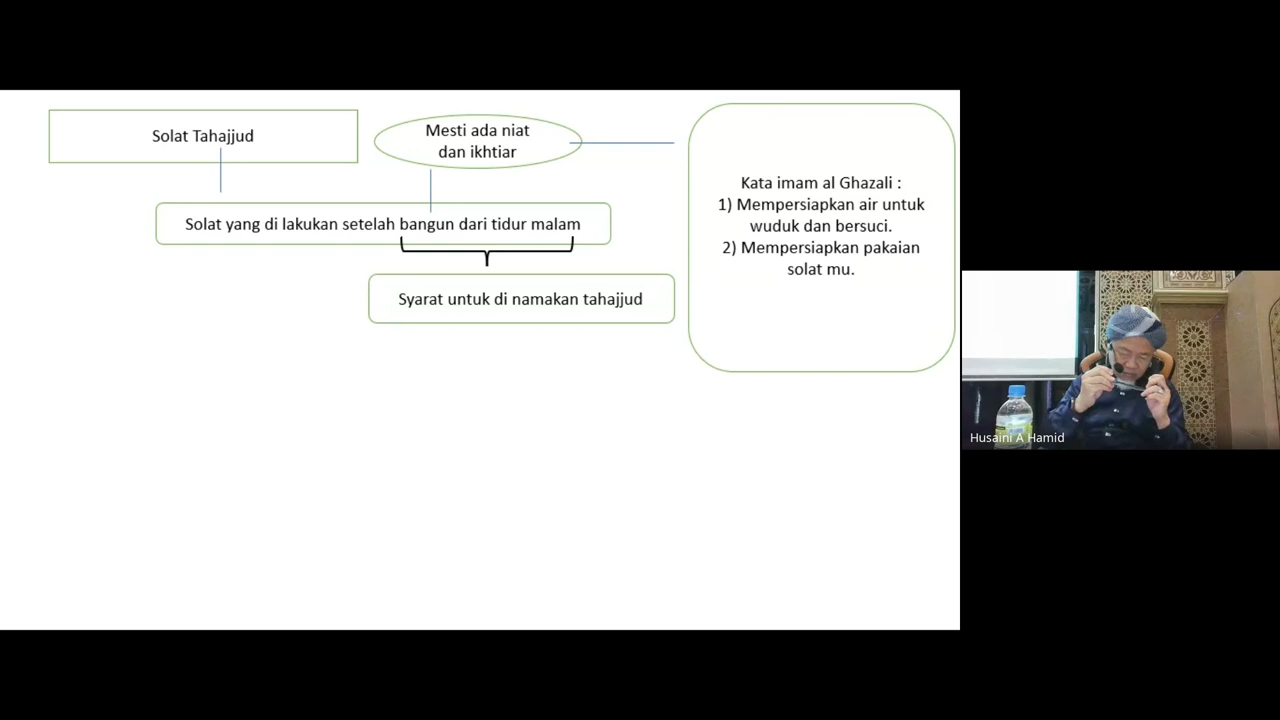 Solat Tahajjud
Mesti ada niat
dan ikhtiar
Solat yang di lakukan setelah bangun dari tidur malam
Syarat untuk di namakan tahajjud
Kata imam al Ghazali :
1) Mempersiapkan air untuk
wuduk dan bersuci.
2) Mempersiapkan pakaian
solat mu.
Husaini A Hamid